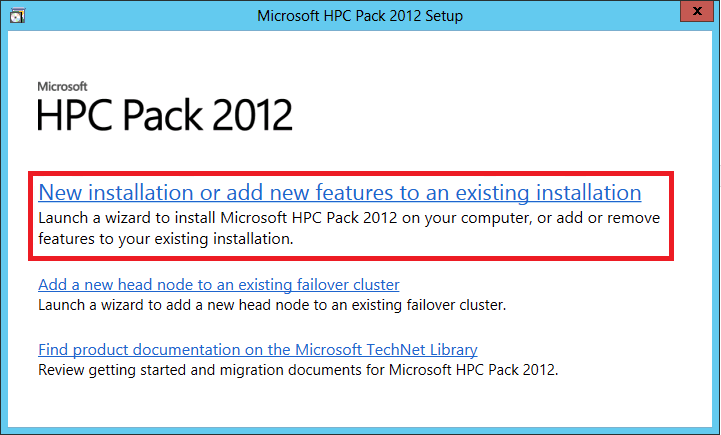 Microsoft HPC Pack 2012 Setup
x
Microsoft
HPC Pack 2012
New installation or add new features to an existing installation
Launch a wizard to install Microsoft HPC Pack 2012 on your computer, or add or remove
features to your existing installation.
Add a new head node to an existing failover cluster
Launch a wizard to add a new head node to an existing failover cluster.
Find product documentation on the Microsoft TechNet Library
Review getting started and migration documents for Microsoft HPC Pack 2012.